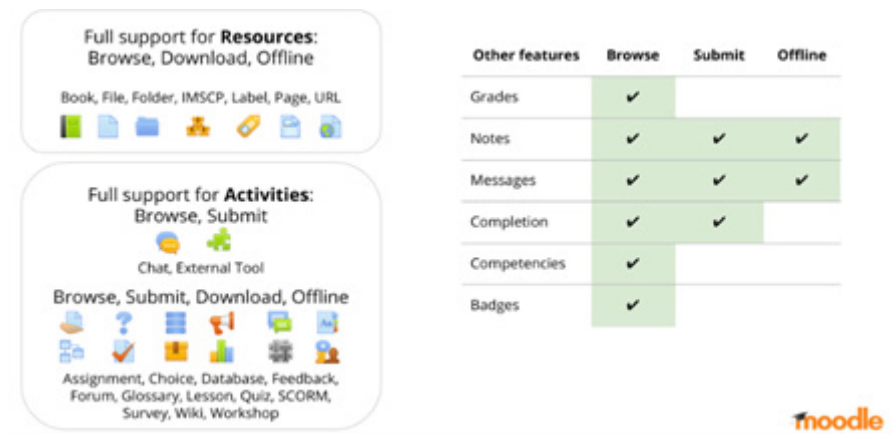 Full support for Resources:
Browse, Download, Offline
Book, File, Folder, IMSCP, Label, Page, URL
Full support for Activities:
Browse, Submit
Chat, External Tool
Browse, Submit, Download, Offline
Assignment, Choice, Database, Feedback,
Forum, Glossary, Lesson, Quiz, SCORM,
Survey, Wiki, Workshop
Other features Browse Submit Offline
Grades ✔
Notes ✔ ✔ ✔
Messages ✔ ✔ ✔
Completion ✔ ✔
Competencies ✔
Badges ✔
moodle